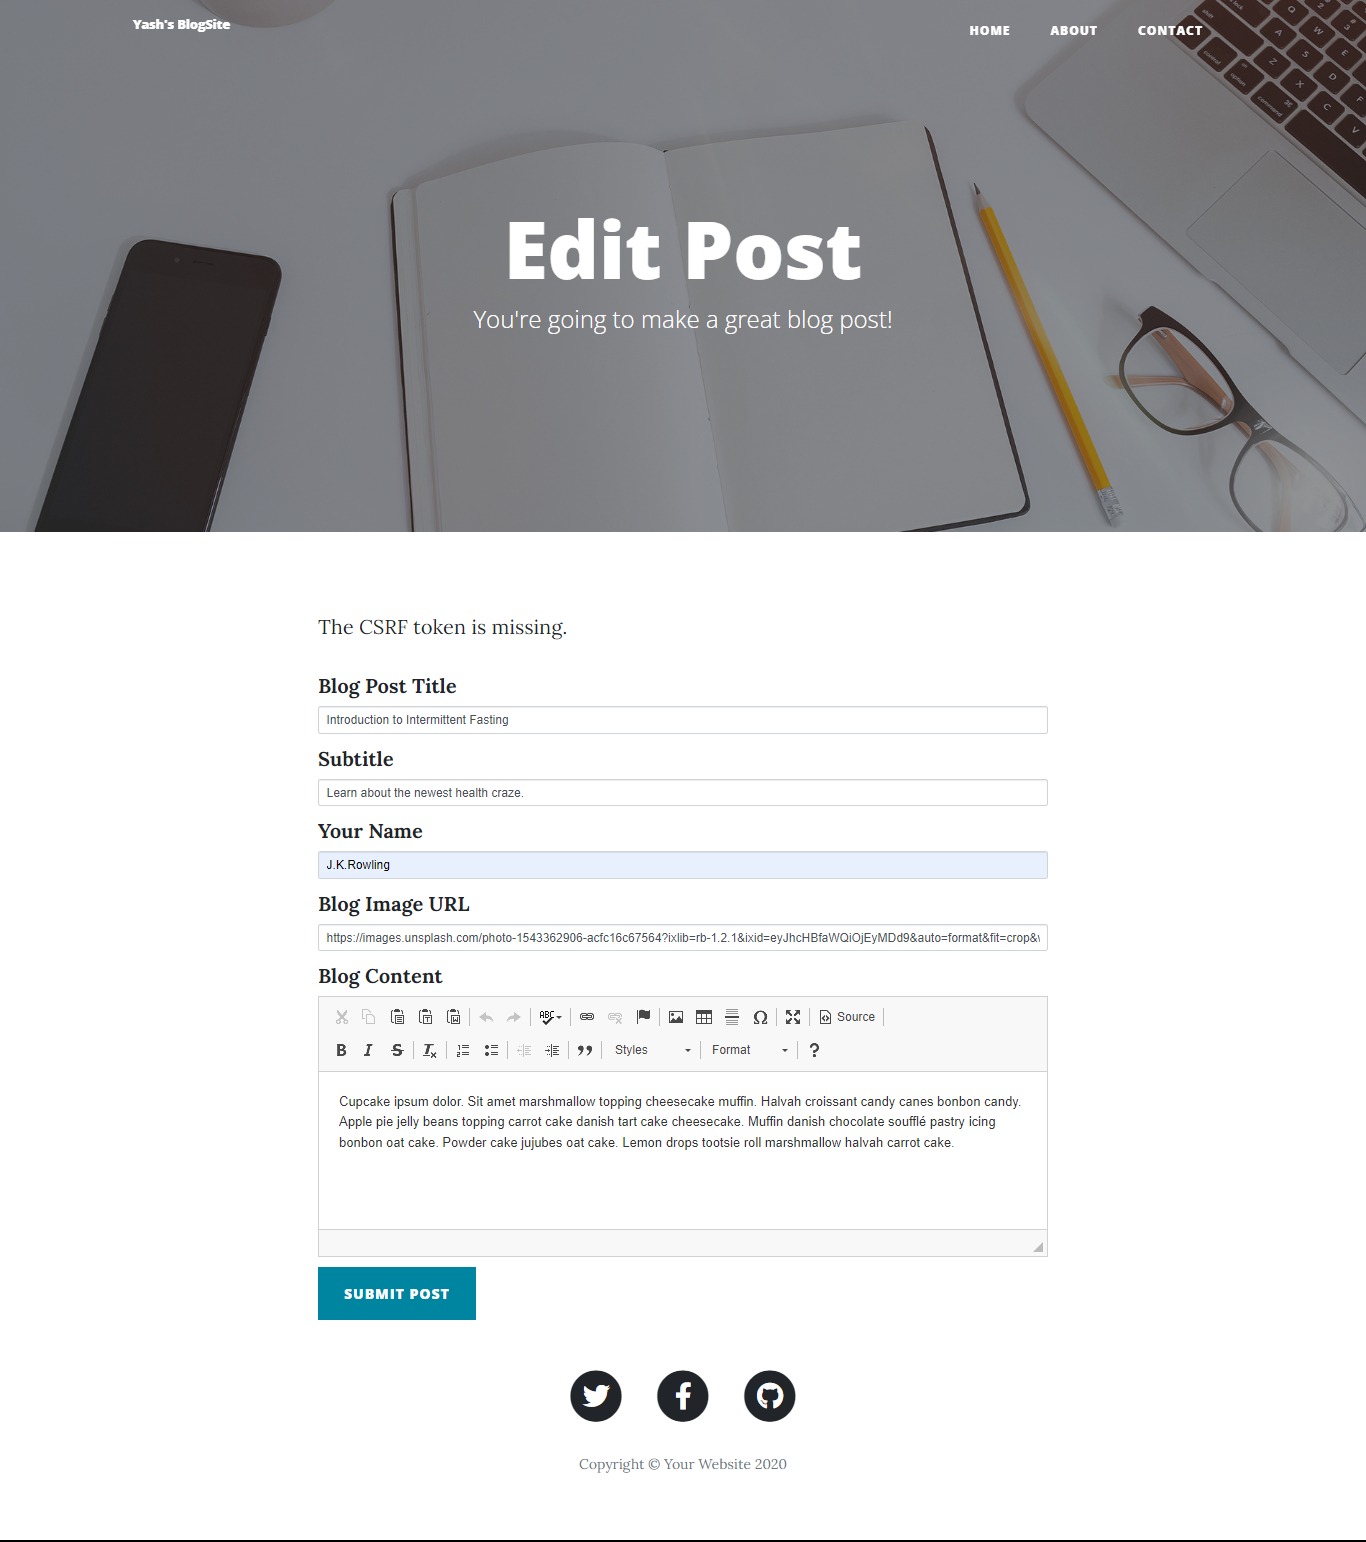 Yash's BlogSite
HOME ABOUT CONTACT
Edit Post
You're going to make a great blog post!
The CSRF token is missing.
Blog Post Title
Introduction to Intermittent Fasting
Subtitle
Learn about the newest health craze.
Your Name
J.K.Rowling
Blog Image URL
https://images.unsplash.com/photo-1543362906-acfc16c67564?ixlib=rb-1.2.1&ixid=eyJhcHBfaWQiOjEyMDd9&auto=format&fit=crop&
Blog Content
ABC Source
B I S Styles Format ?
Cupcake ipsum dolor. Sit amet marshmallow topping cheesecake muffin. Halvah croissant candy canes bonbon candy.
Apple pie jelly beans topping carrot cake danish tart cake cheesecake. Muffin danish chocolate soufflé pastry icing
bonbon oat cake. Powder cake jujubes oat cake. Lemon drops tootsie roll marshmallow halvah carrot cake.
SUBMIT POST
Copyright © Your Website 2020